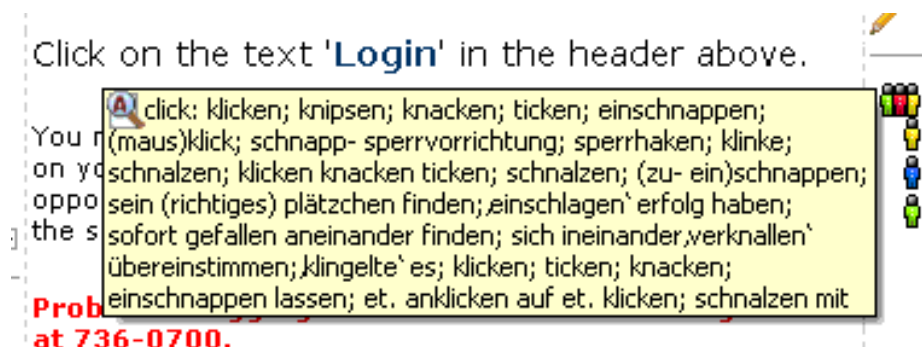 Click on the text 'Login' in the header above.
click: klicken; knipsen; knacken; ticken; einschnappen;
You
(maus)klick; schnapp- sperrvorrichtung; sperrhaken; klinke;
on
schnalzen; klicken knacken ticken; schnalzen; (zu- ein)schnappen;
sein (richtiges) plätzchen finden;‚einschlagen‘ erfolg haben;
the
sofort gefallen aneinander finden; sich ineinander‚verknallen‘
übereinstimmen;‚klingelte‘ es; klicken; ticken; knacken;
einschnappen lassen; et. anklicken auf et. klicken; schnalzen mit
at 736-0700.